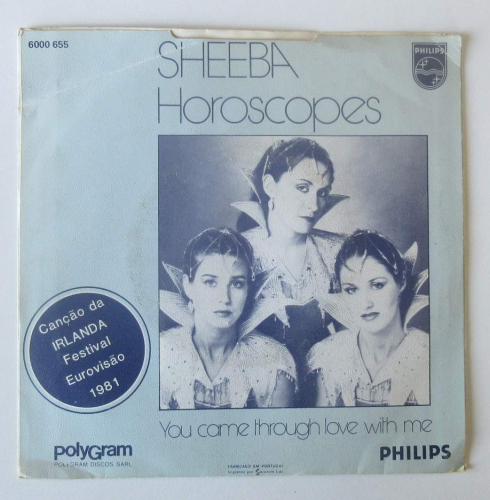 6000 655
SHEEBA
PHILIPS
Horoscopes
Canção da
IRLANDA
Festival
Eurovisão
1981
You came through love with me
polyGram
POLYGRAM DISCOS SARL
PHILIPS
FABRICADO EM PORTUGAL